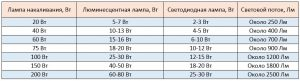 Лампа накаливания, Вт Люминесцентная лампа, Вт Светодиодная лампа, Вт Световой поток, Лм
20 Вт 5-7 Вт 2-3 Вт Около 250 Лм
40 Вт 10-13 Вт 4-5 Вт Около 400 Лм
60 Вт 15-16 Вт 6-10 Вт Около 700 Лм
75 Вт 18-20 Вт 10-12 Вт Около 900 Лм
100 Вт 25-30 Вт 12-15 Вт Около 1200 Лм
150 Вт 40-50 Вт 18-20 Вт Около 1800 Лм
200 Вт 60-80 Вт 25-30 Вт Около 2500 Лм